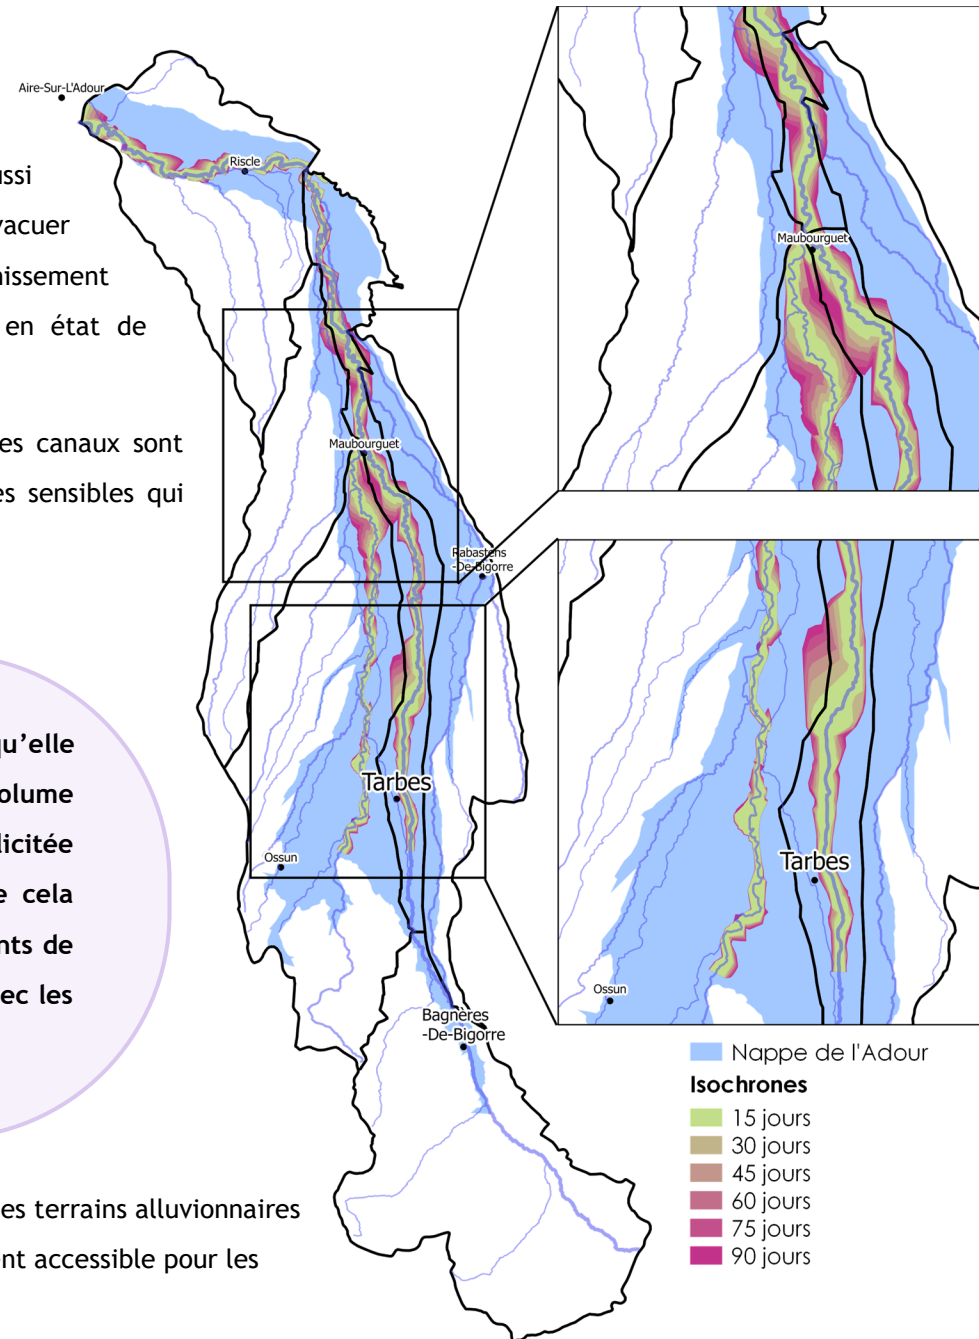 ussi
vacuer
nissement
en état de
es canaux sont
es sensibles qui
qu’elle
olume
licitée
e cela
nts de
ec les
es terrains alluvionnaires
nt accessible pour les
Aire-Sur-L'Adour
Riscle
Maubourguet
Rabastens
-De-Bigorre
Tarbes
Ossun
Bagnères
-De-Bigorre
Maubourguet
Tarbes
Ossun
Nappe de l'Adour
Isochrones
15 jours
30 jours
45 jours
60 jours
75 jours
90 jours